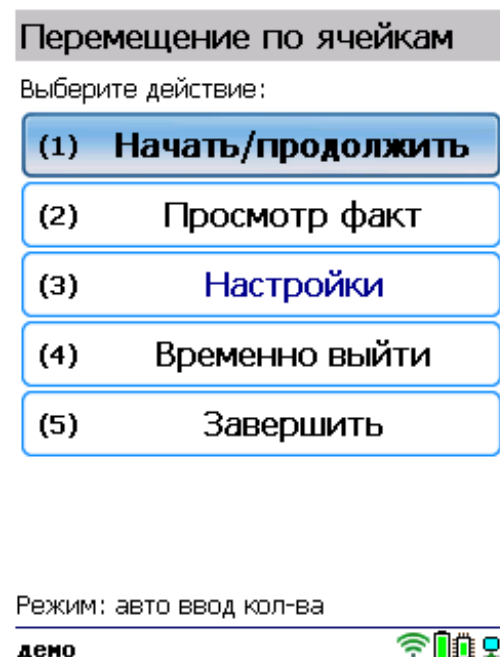 Перемещение по ячейкам
Выберите действие:
(1) Начать/продолжить
(2) Просмотр факт
(3) Настройки
(4) Временно выйти
(5) Завершить
Режим: авто ввод кол-ва
демо